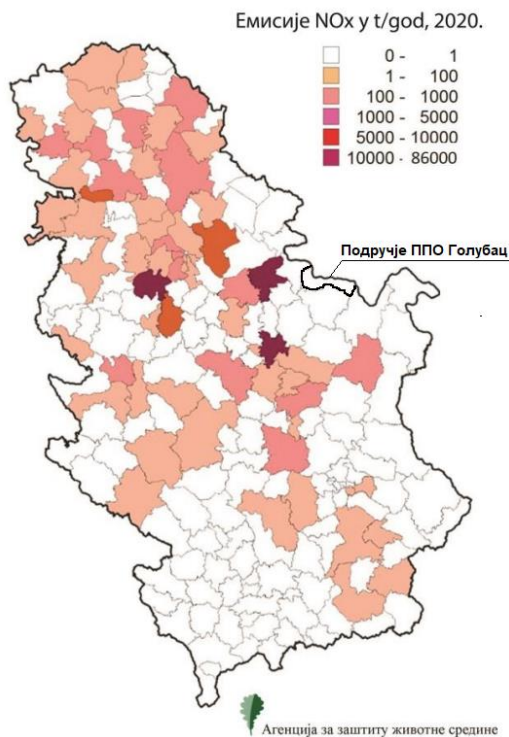 Емисије NOx у t/год, 2020.
0 - 1
1 - 100
100 - 1000
1000 - 5000
5000 - 10000
10000 - 86000
Подручје ППО Голубац
Агенција за заштиту животне средине